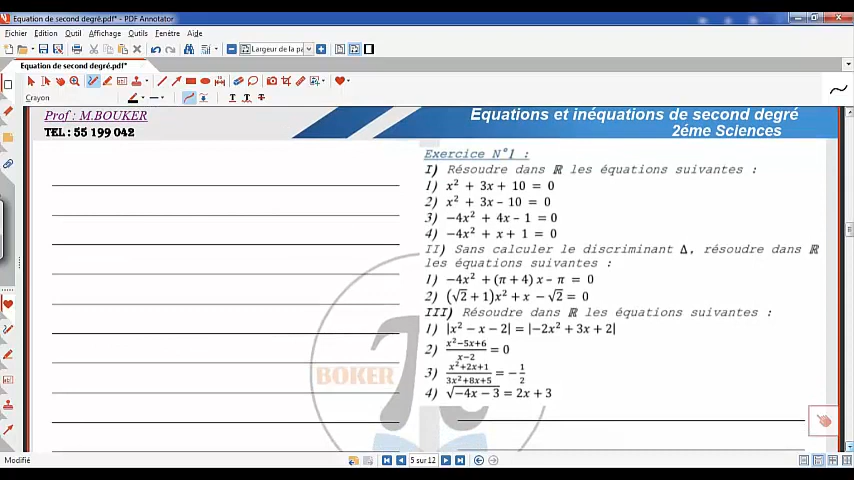 Equation de second degré.pdf* - PDF Annotator
Fichier Edition Outil Affichage Outils Fenêtre Aide
Largeur de la pa
Equation de second degré.pdf*
Crayon
Prof : M.BOUKER
TEL : 55 199 042
Equations et inéquations de second degré
2éme Sciences
Exercice N°1 :
I) Résoudre dans ℝ les équations suivantes :
1) x² + 3x + 10 = 0
2) x² + 3x − 10 = 0
3) −4x² + 4x − 1 = 0
4) −4x² + x + 1 = 0
II) Sans calculer le discriminant Δ, résoudre dans ℝ
les équations suivantes :
1) −4x² + (π + 4) x − π = 0
2) (√2 + 1)x² + x − √2 = 0
III) Résoudre dans ℝ les équations suivantes :
1) |x² − x − 2| = |−2x² + 3x + 2|
2) (x²−5x+6)/(x−2) = 0
3) (x²+2x+1)/(3x²+8x+5) = −1/2
4) √(−4x − 3) = 2x + 3
BOKER
Modifié
5 sur 12